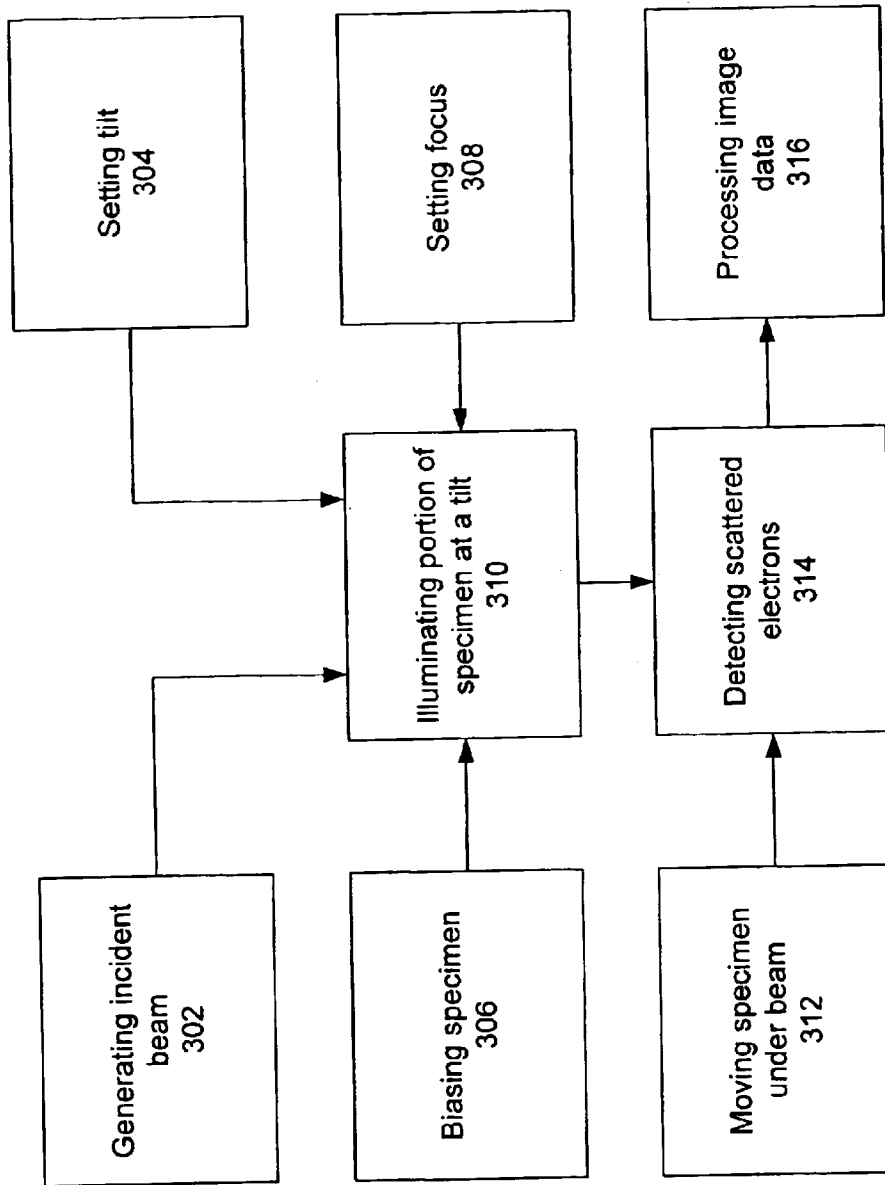 Generating incident
beam
302
Setting tilt
304
Biasing specimen
306
Illuminating portion of
specimen at a tilt
310
Setting focus
308
Moving specimen
under beam
312
Detecting scattered
electrons
314
Processing image
data
316